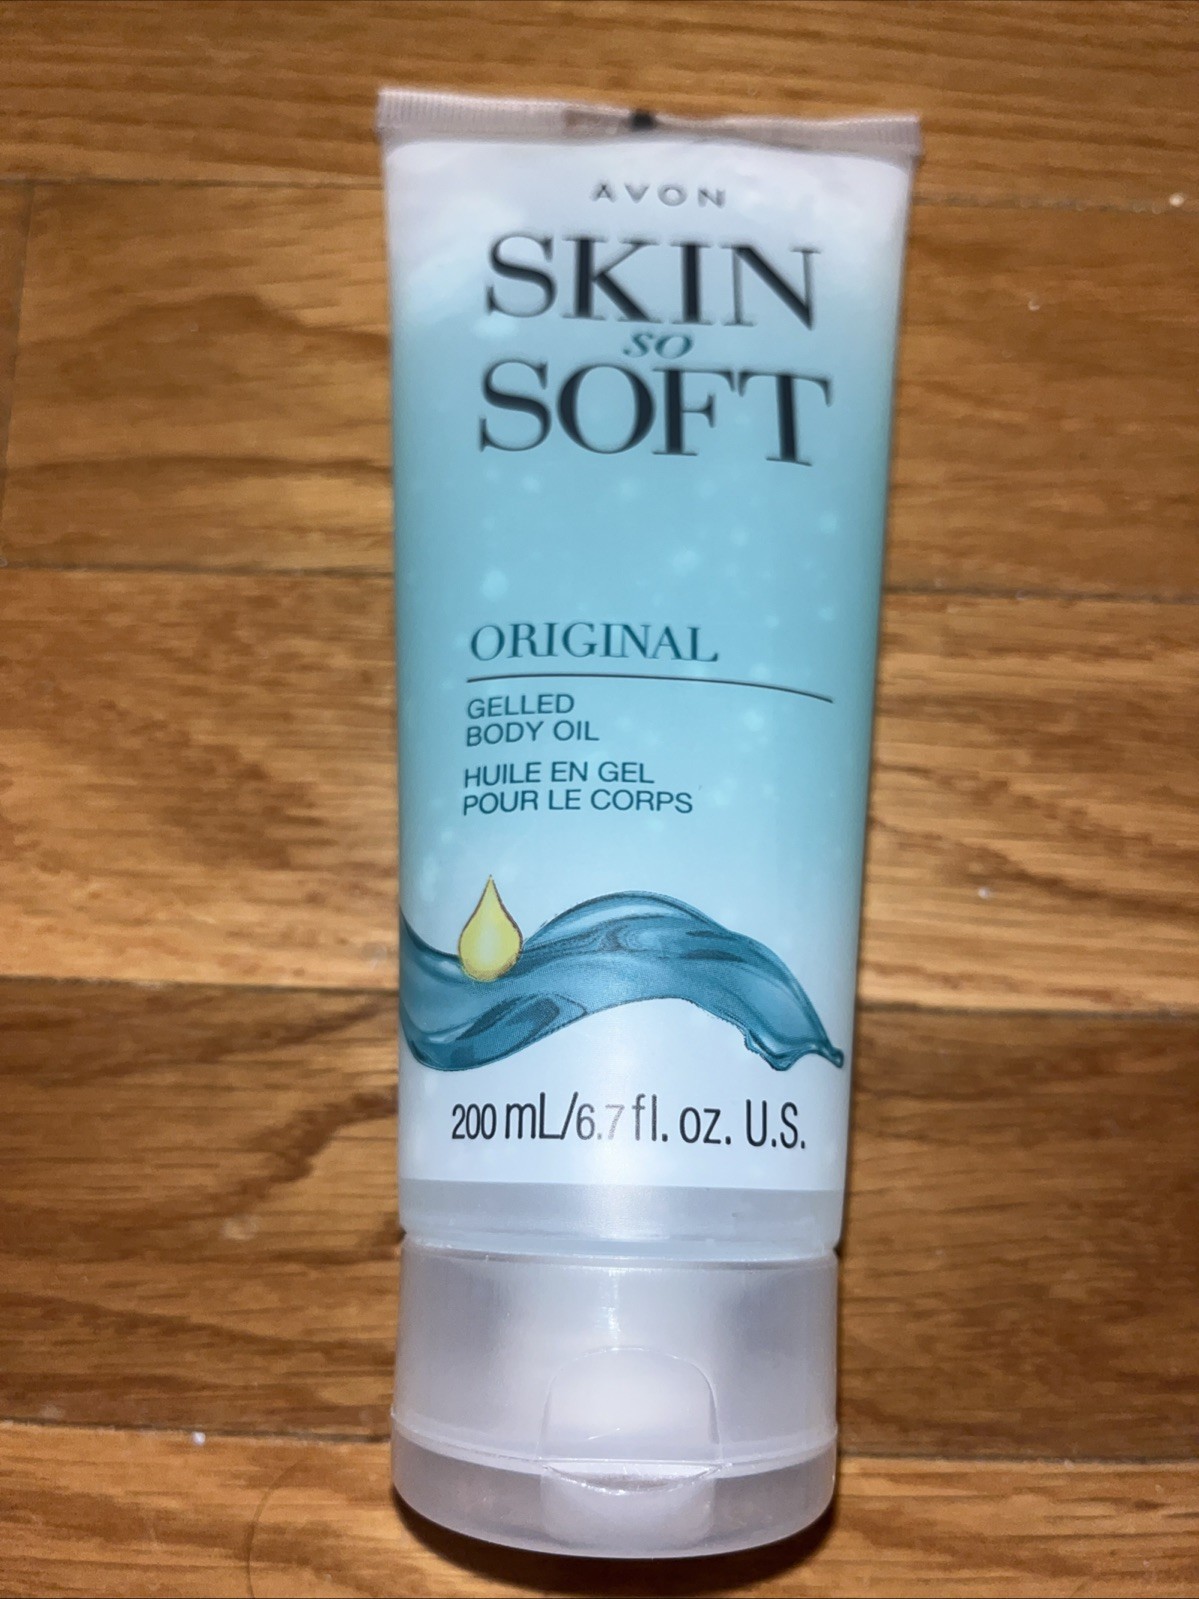 AVON
SKIN
so
SOFT
ORIGINAL
GELLED
BODY OIL
HUILE EN GEL
POUR LE CORPS
200 mL/6.7 fl. oz. U.S.